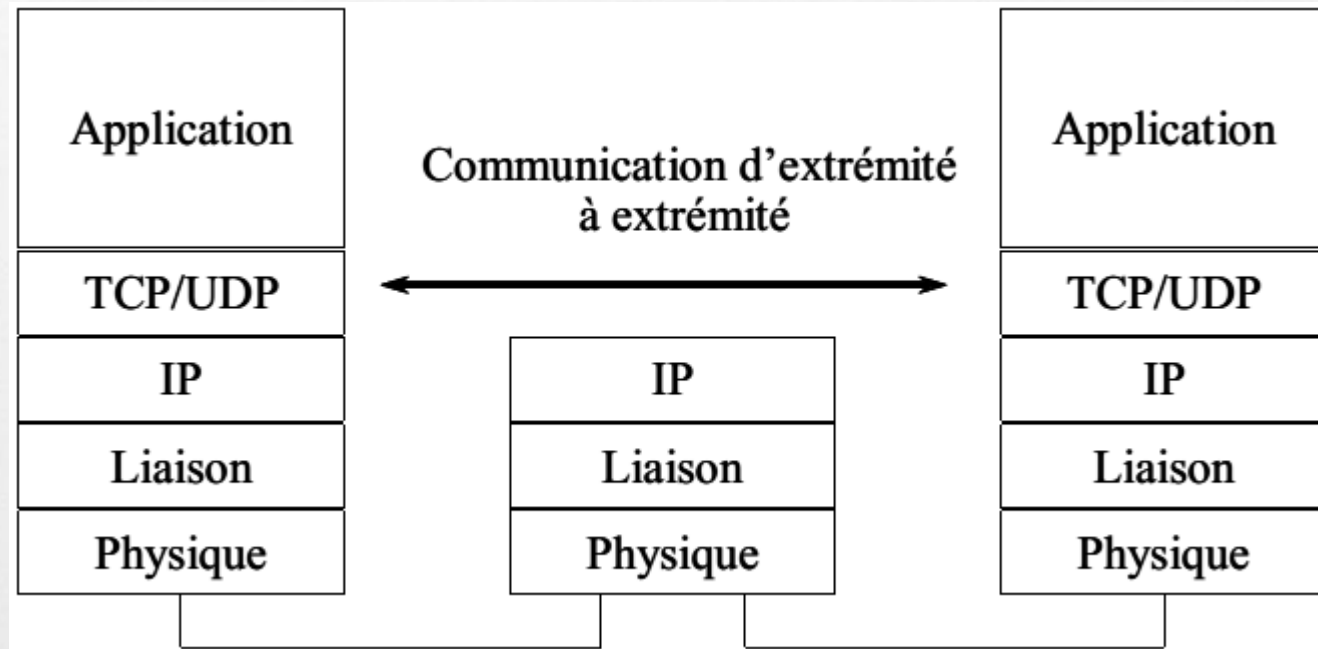 Application
Application
Communication d’extrémité
à extrémité
TCP/UDP
TCP/UDP
IP
IP
IP
Liaison
Liaison
Liaison
Physique
Physique
Physique